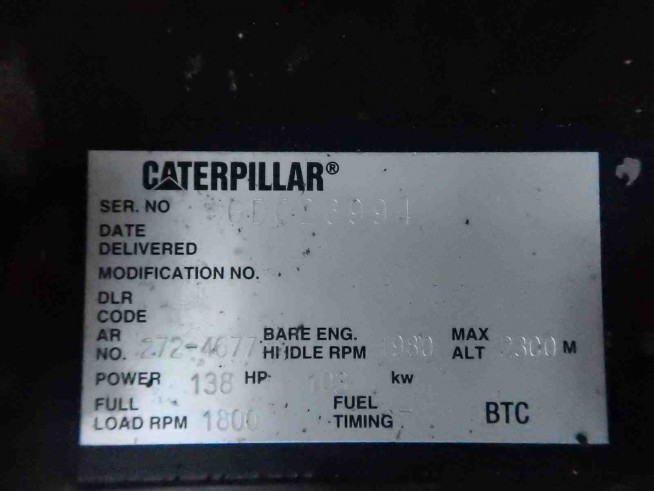 CATERPILLAR®
SER. NO
DATE
DELIVERED
MODIFICATION NO.
DLR
CODE
AR NO. 272-4677 BARE ENG. HI IDLE RPM 1980 MAX ALT 2300 M
POWER 138 HP kw
FULL LOAD RPM 1800 FUEL TIMING - BTC